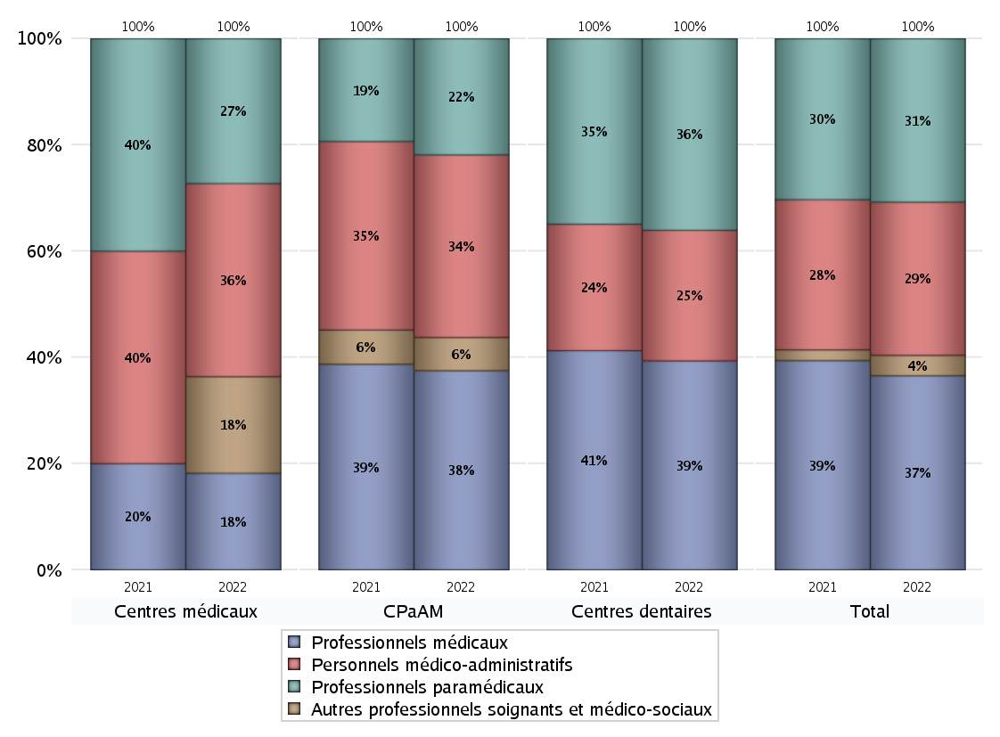 100% 100% 100% 100% 100% 100% 100% 100%
100%
80%
60%
40%
20%
0%
40% 27% 19% 22% 35% 36% 30% 31%
40% 36% 35% 34% 24% 25% 28% 29%
18% 6% 6% 4%
20% 18% 39% 38% 41% 39% 39% 37%
2021 2022 2021 2022 2021 2022 2021 2022
Centres médicaux CPaAM Centres dentaires Total
Professionnels médicaux
Personnels médico-administratifs
Professionnels paramédicaux
Autres professionnels soignants et médico-sociaux